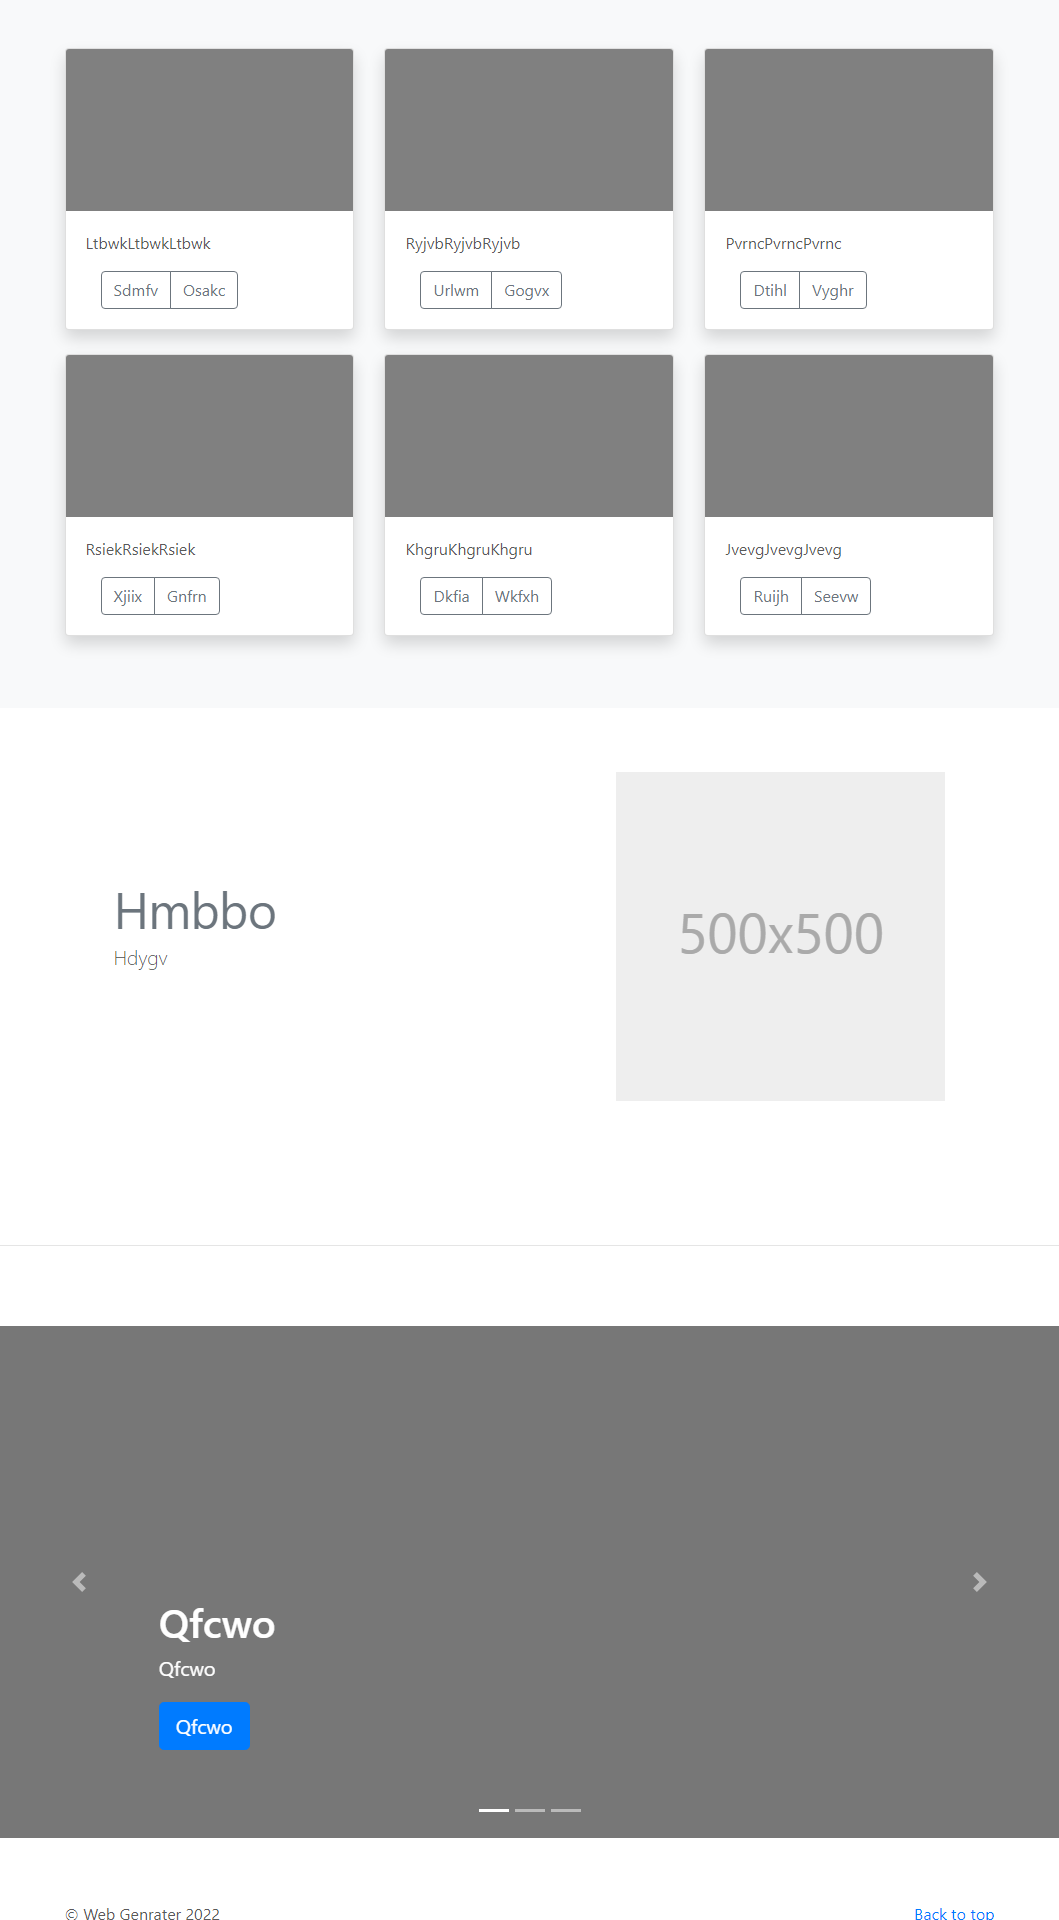 LtbwkLtbwkLtbwk
Sdmfv Osakc
RyjvbRyjvbRyjvb
Urlwm Gogvx
PvrncPvrncPvrnc
Dtihl Vyghr
RsiekRsiekRsiek
Xjiix Gnfrn
KhgruKhgruKhgru
Dkfia Wkfxh
JvevgJvevgJvevg
Ruijh Seevw
Hmbbo
Hdygv
500x500
Qfcwo
Qfcwo
Qfcwo
© Web Genrater 2022
Back to top